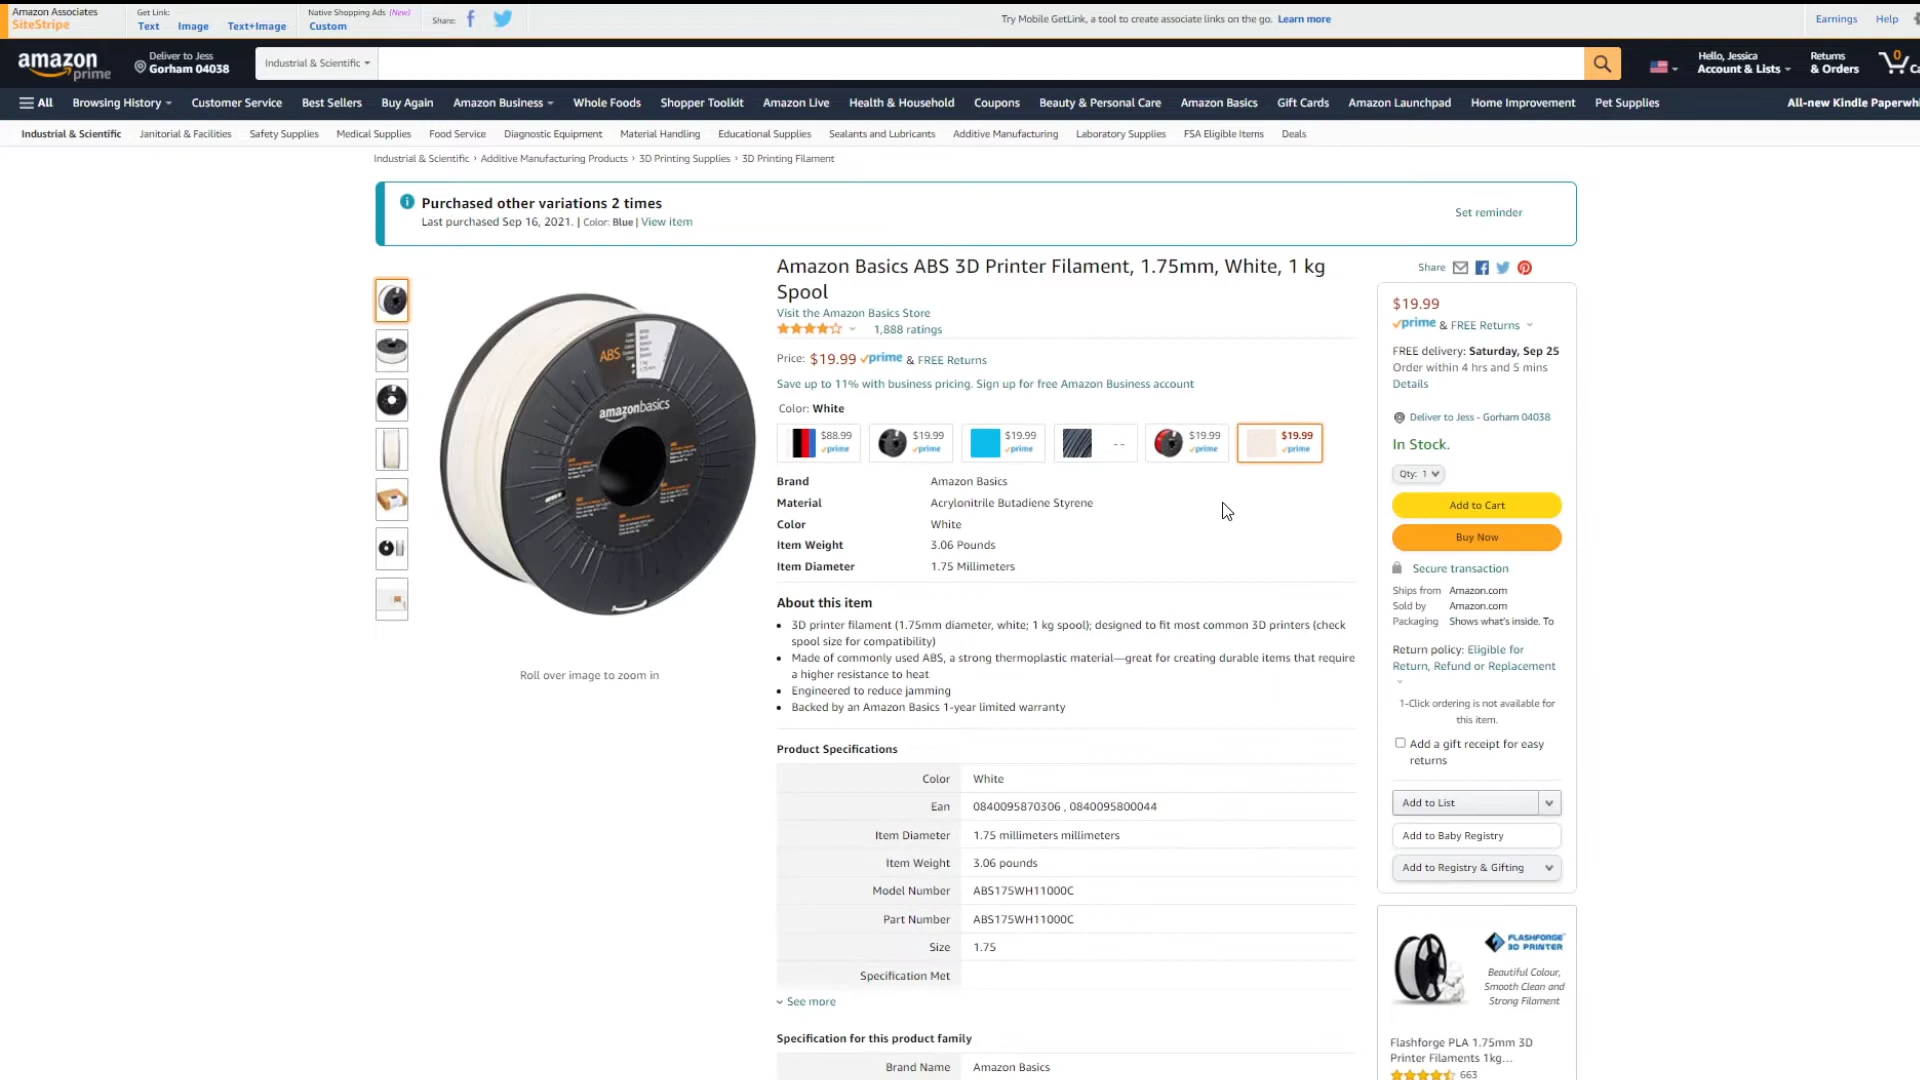 Amazon Associates
SiteStripe
Get Link:
Text Image Text+Image
Native Shopping Ads (New)
Custom
Share:
Try Mobile GetLink, a tool to create associate links on the go. Learn more
Earnings Help
amazon prime
Deliver to Jess
Gorham 04038
Industrial & Scientific
Hello, Jessica
Account & Lists
Returns
& Orders
0
All Browsing History Customer Service Best Sellers Buy Again Amazon Business Whole Foods Shopper Toolkit Amazon Live Health & Household Coupons Beauty & Personal Care Amazon Basics Gift Cards Amazon Launchpad Home Improvement Pet Supplies
All-new Kindle Paperwhi
Industrial & Scientific Janitorial & Facilities Safety Supplies Medical Supplies Food Service Diagnostic Equipment Material Handling Educational Supplies Sealants and Lubricants Additive Manufacturing Laboratory Supplies FSA Eligible Items Deals
Industrial & Scientific › Additive Manufacturing Products › 3D Printing Supplies › 3D Printing Filament
Purchased other variations 2 times
Last purchased Sep 16, 2021. | Color: Blue | View item
Set reminder
ABS
amazonbasics
Roll over image to zoom in
Amazon Basics ABS 3D Printer Filament, 1.75mm, White, 1 kg
Spool
Visit the Amazon Basics Store
1,888 ratings
Price: $19.99 prime & FREE Returns
Save up to 11% with business pricing. Sign up for free Amazon Business account
Color: White
$88.99 prime
$19.99 prime
$19.99 prime
- -
$19.99 prime
$19.99 prime
Brand Amazon Basics
Material Acrylonitrile Butadiene Styrene
Color White
Item Weight 3.06 Pounds
Item Diameter 1.75 Millimeters
About this item
• 3D printer filament (1.75mm diameter, white; 1 kg spool); designed to fit most common 3D printers (check
spool size for compatibility)
• Made of commonly used ABS, a strong thermoplastic material—great for creating durable items that require
a higher resistance to heat
• Engineered to reduce jamming
• Backed by an Amazon Basics 1-year limited warranty
Product Specifications
Color White
Ean 0840095870306 , 0840095800044
Item Diameter 1.75 millimeters millimeters
Item Weight 3.06 pounds
Model Number ABS175WH11000C
Part Number ABS175WH11000C
Size 1.75
Specification Met
See more
Specification for this product family
Brand Name Amazon Basics
Share
$19.99
prime & FREE Returns
FREE delivery: Saturday, Sep 25
Order within 4 hrs and 5 mins
Details
Deliver to Jess - Gorham 04038
In Stock.
Qty: 1
Add to Cart
Buy Now
Secure transaction
Ships from Amazon.com
Sold by Amazon.com
Packaging Shows what's inside. To
Return policy: Eligible for
Return, Refund or Replacement
1-Click ordering is not available for
this item.
Add a gift receipt for easy
returns
Add to List
Add to Baby Registry
Add to Registry & Gifting
FLASHFORGE
3D PRINTER
Beautiful Colour,
Smooth Clean and
Strong Filament
Flashforge PLA 1.75mm 3D
Printer Filaments 1kg...
663